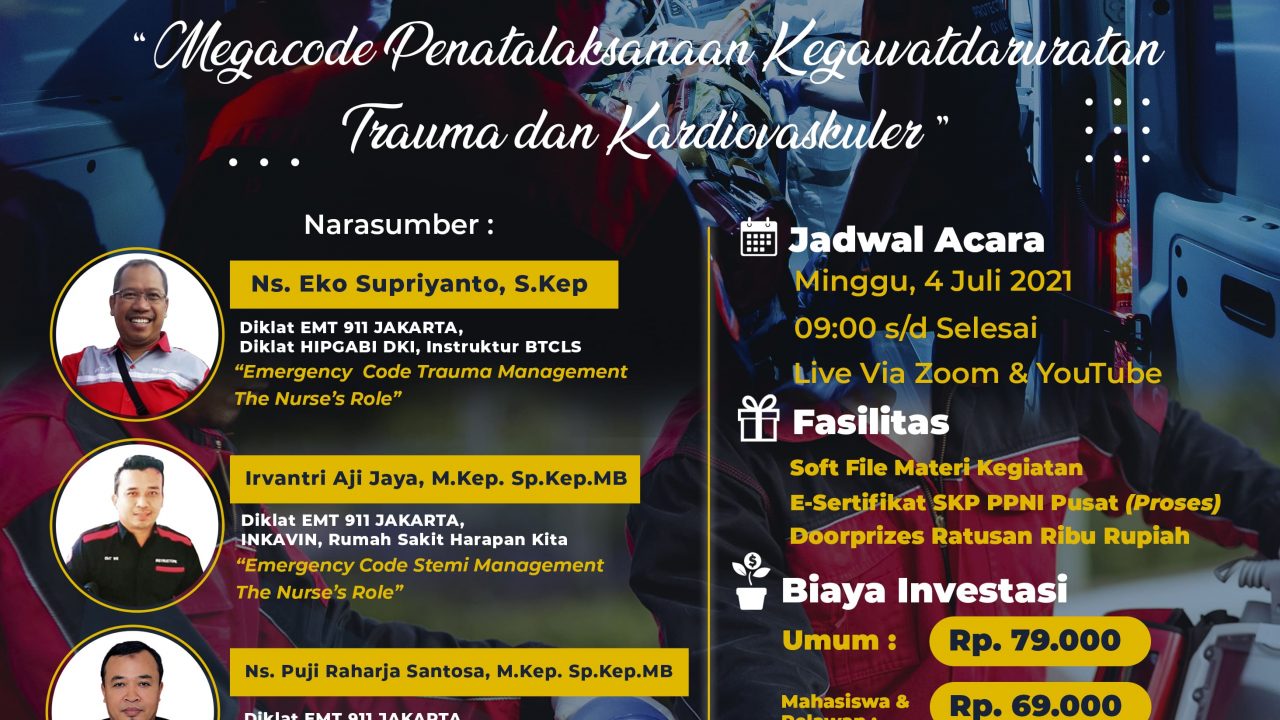 “ Megacode Penatalaksanaan Kegawatdaruratan
Trauma dan Kardiovaskuler ”
Narasumber :
Ns. Eko Supriyanto, S.Kep
Diklat EMT 911 JAKARTA,
Diklat HIPGABI DKI, Instruktur BTCLS
“Emergency Code Trauma Management
The Nurse’s Role”
Irvantri Aji Jaya, M.Kep. Sp.Kep.MB
Diklat EMT 911 JAKARTA,
INKAVIN, Rumah Sakit Harapan Kita
“Emergency Code Stemi Management
The Nurse’s Role”
Ns. Puji Raharja Santosa, M.Kep. Sp.Kep.MB
Diklat EMT 911 JAKARTA,
Jadwal Acara
Minggu, 4 Juli 2021
09:00 s/d Selesai
Live Via Zoom & YouTube
Fasilitas
Soft File Materi Kegiatan
E-Sertifikat SKP PPNI Pusat (Proses)
Doorprizes Ratusan Ribu Rupiah
Biaya Investasi
Umum : Rp. 79.000
Mahasiswa & Rp. 69.000
Relawan :